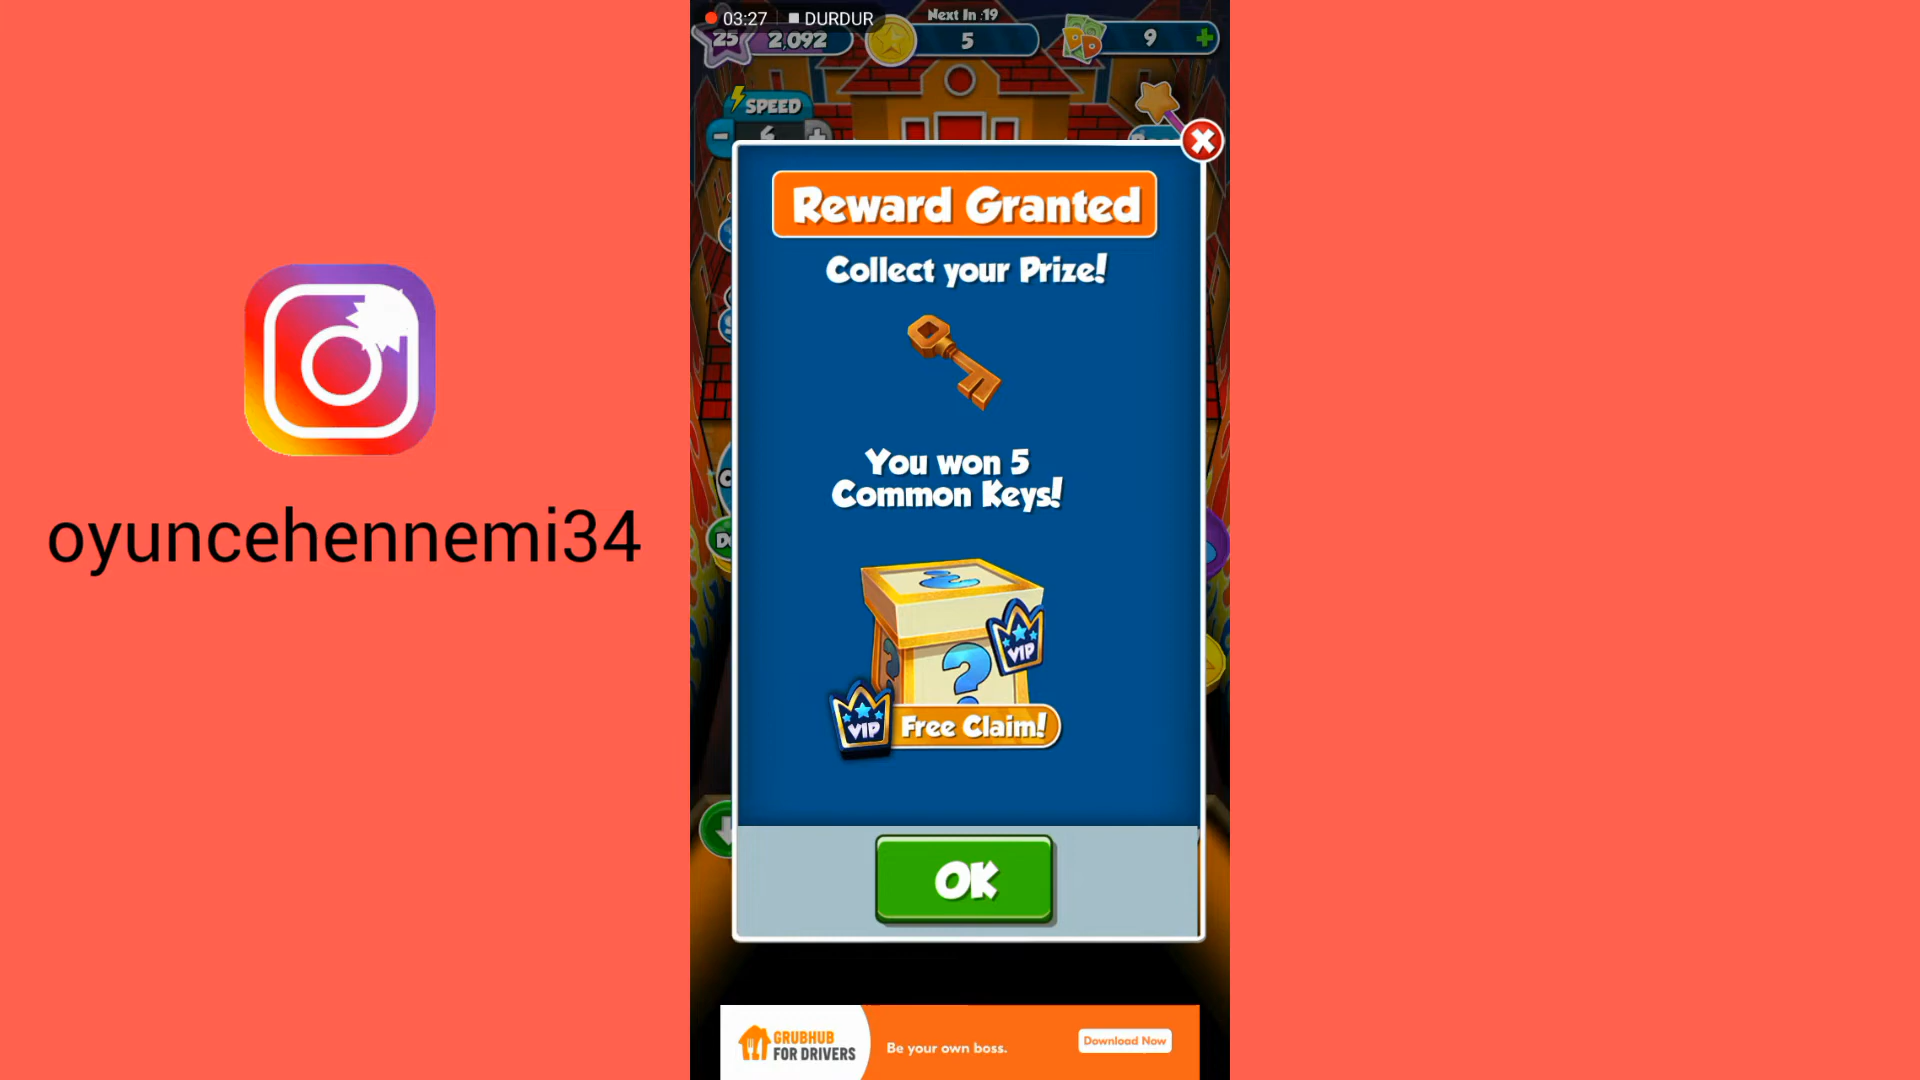 03:27 DURDUR
Next In :19
25 2,092
5
9
SPEED
6
Reward Granted
Collect your Prize!
You won 5
Common Keys!
oyuncehennemi34
VIP
VIP
Free Claim!
OK
GRUBHUB
FOR DRIVERS
Be your own boss.
Download Now